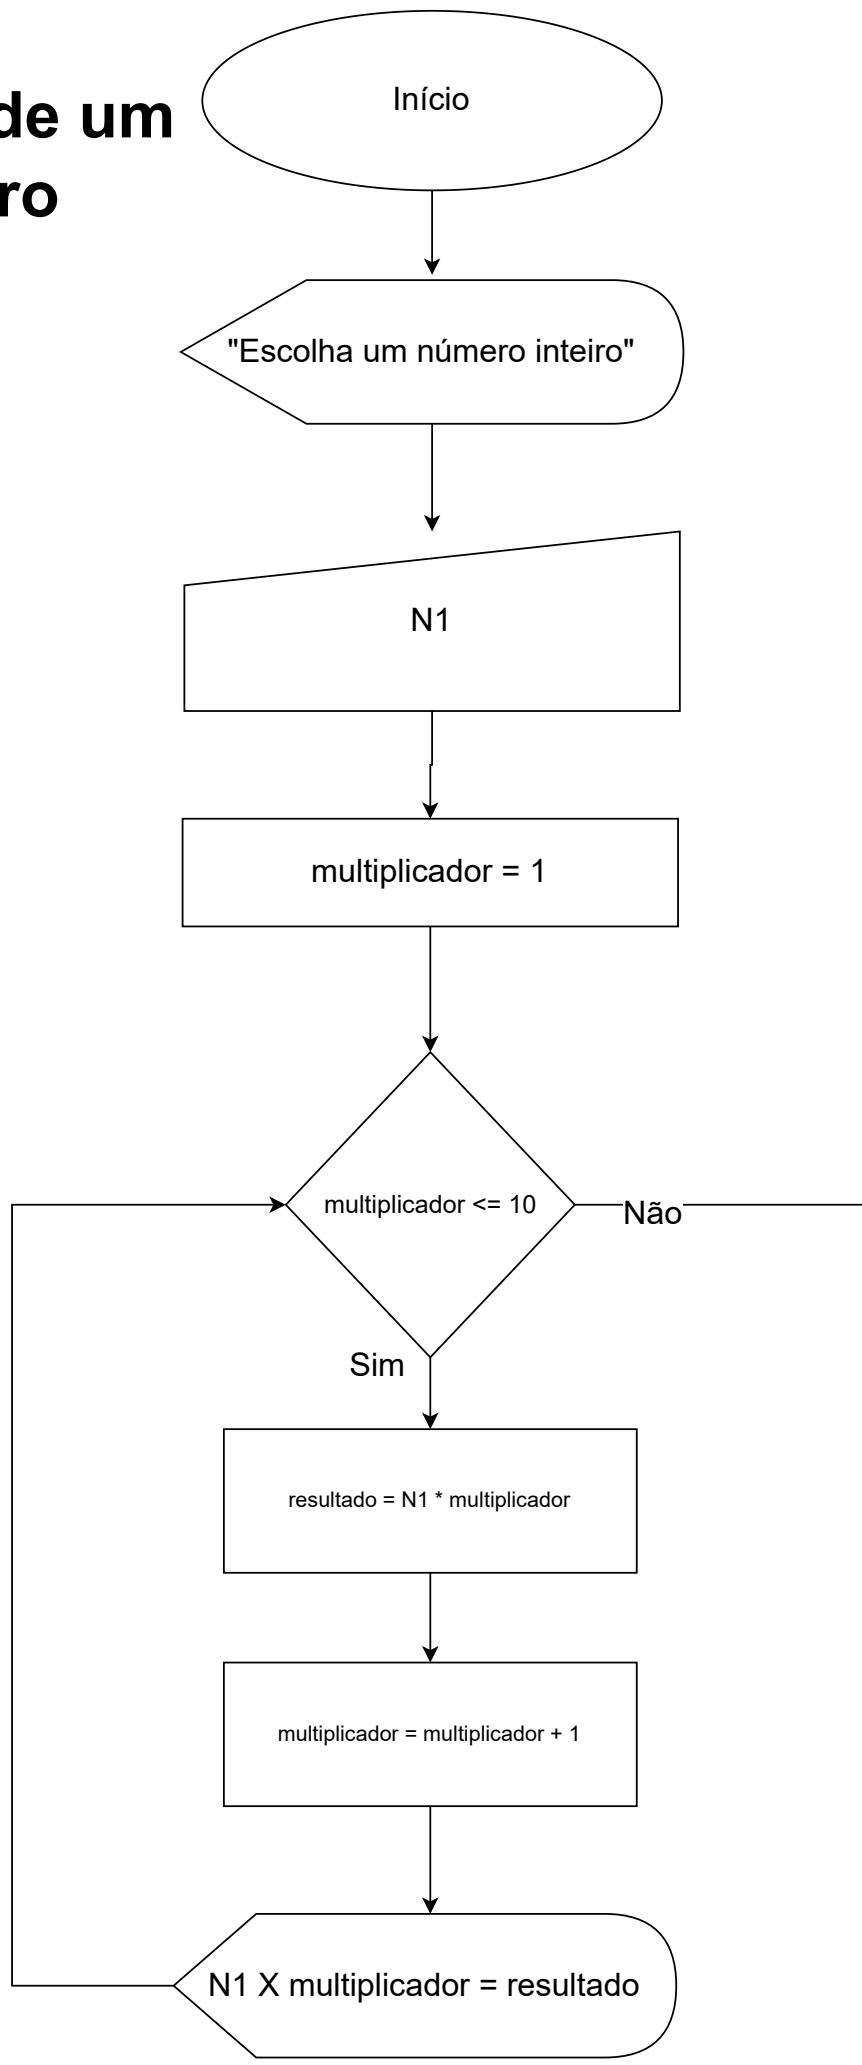 de um
Início
"Escolha um número inteiro"
N1
multiplicador = 1
multiplicador <= 10
Não
Sim
resultado = N1 * multiplicador
multiplicador = multiplicador + 1
N1 X multiplicador = resultado